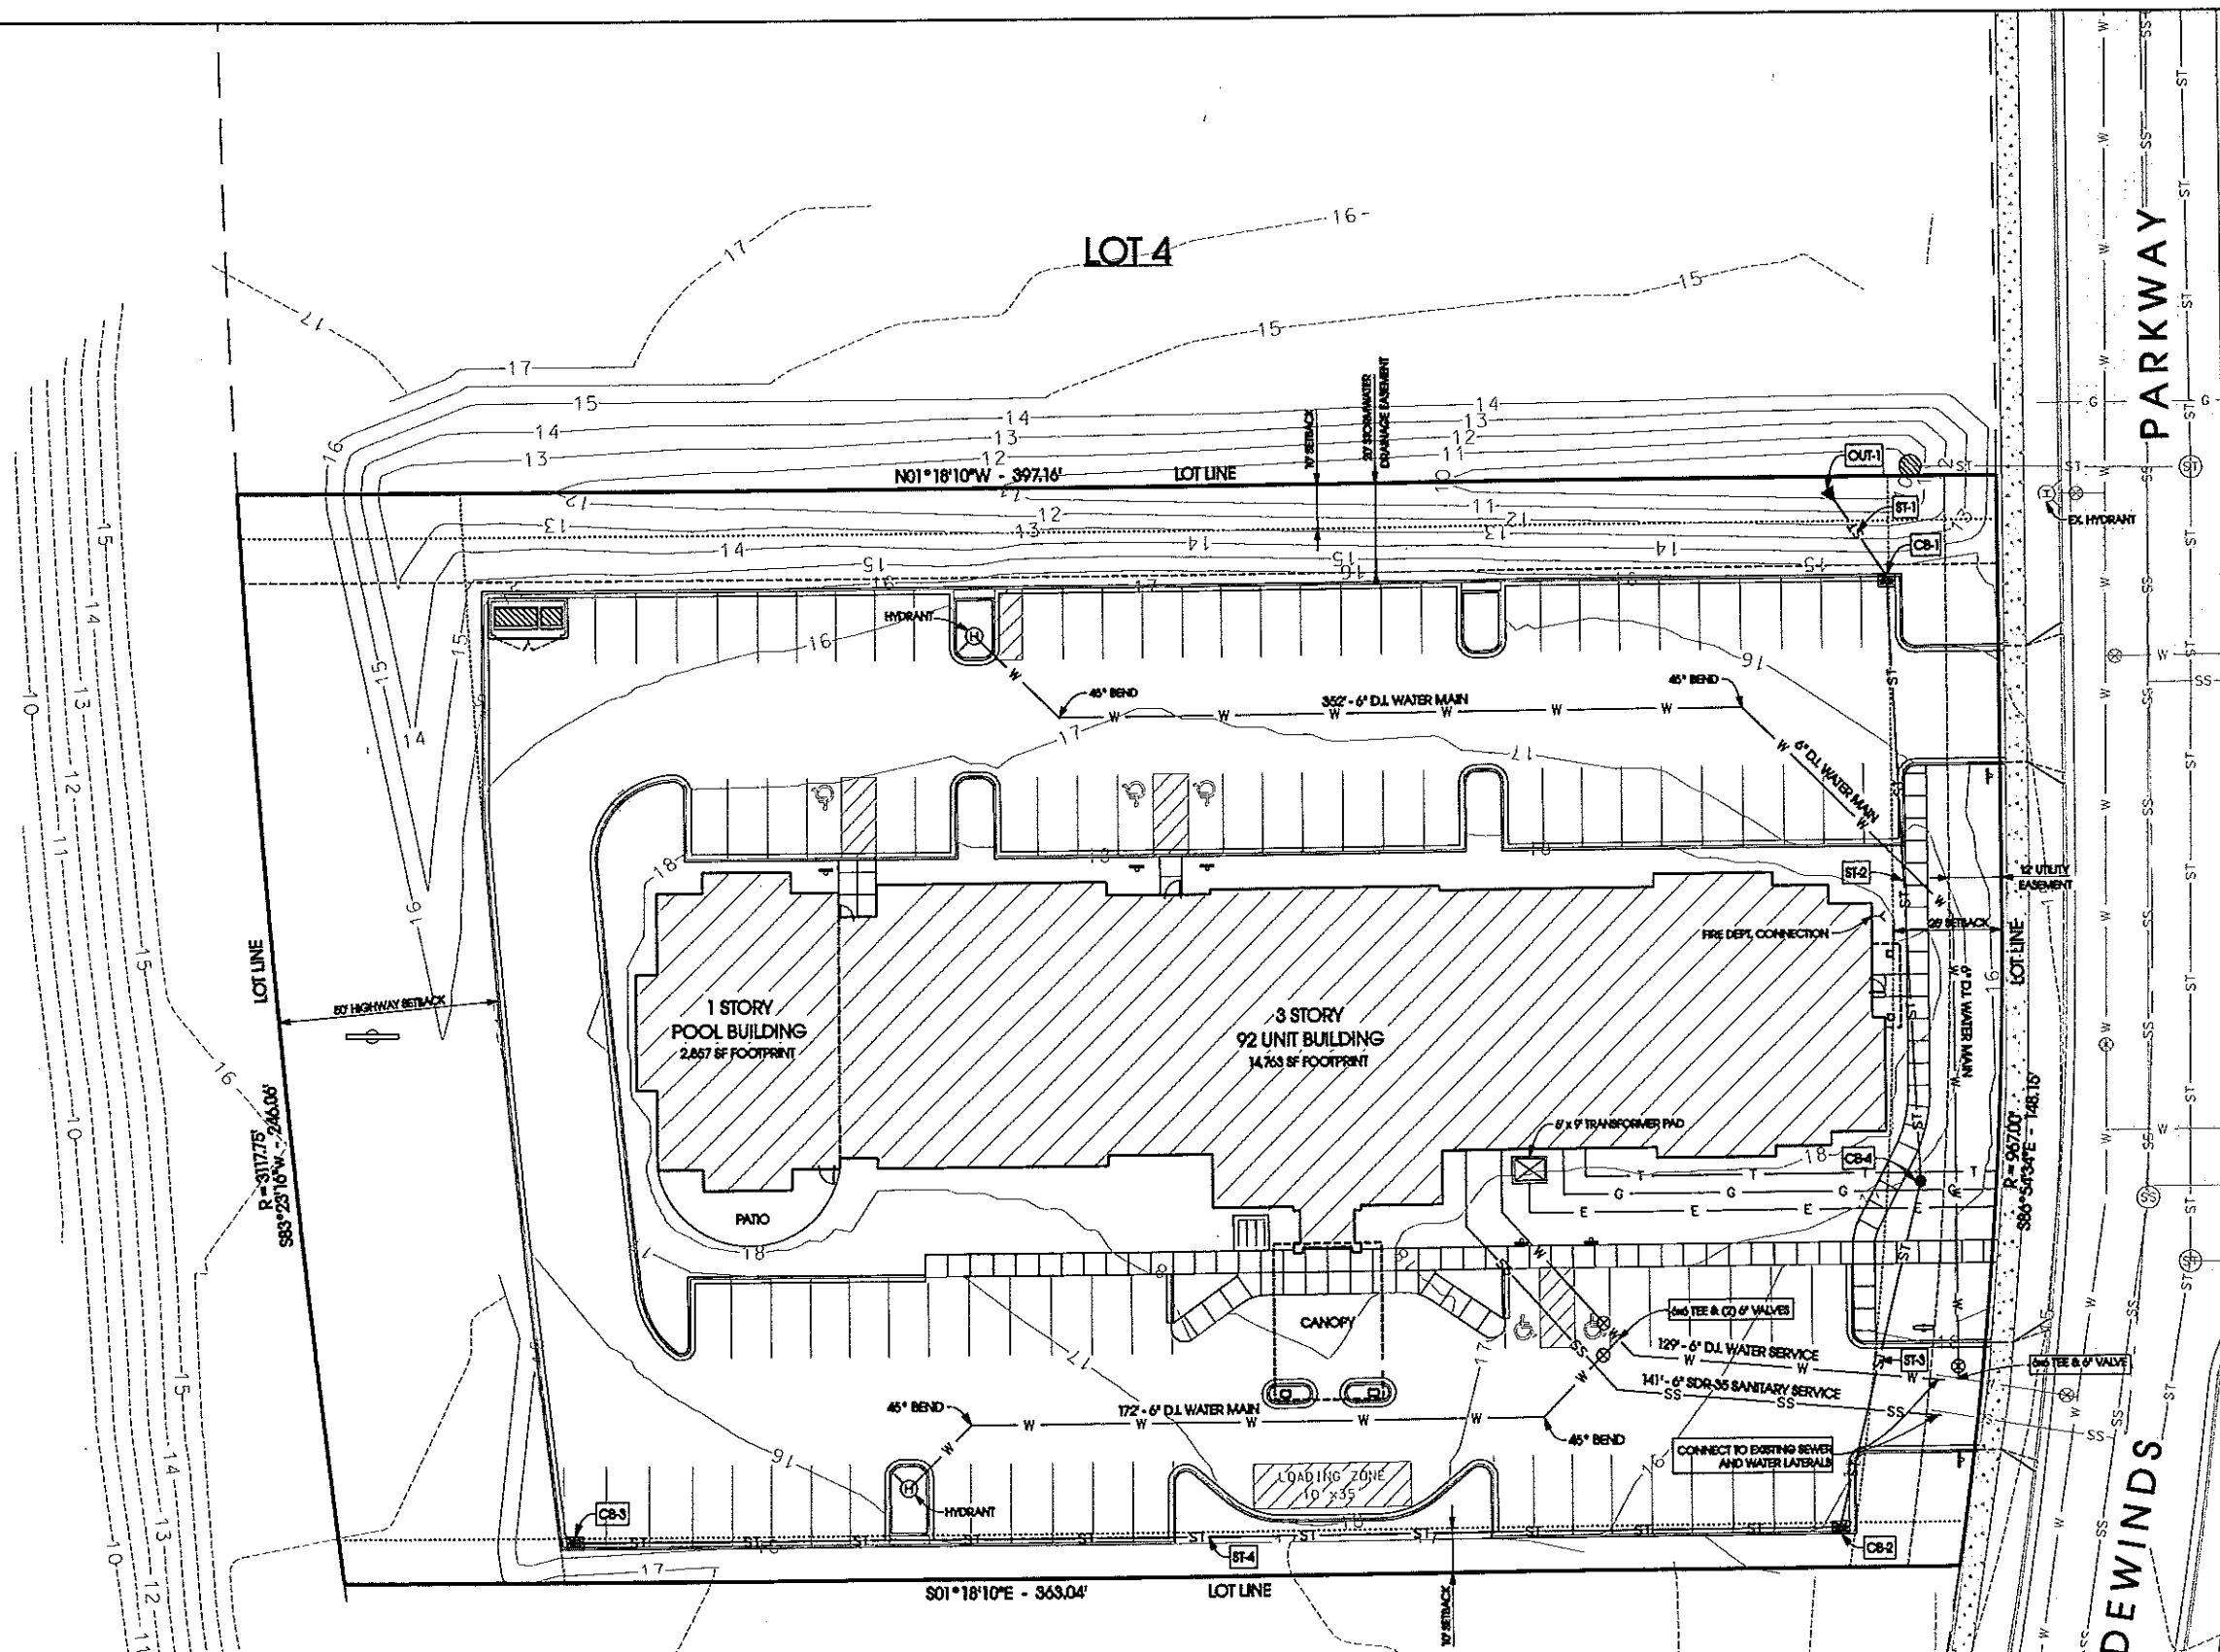 LOT 4
PARKWAY
DEWINDS
N01°18'10"W - 397.16'
LOT LINE
10' SETBACK
20' STORMWATER
DRAINAGE EASEMENT
OUT-1
ST-1
CB-1
EX. HYDRANT
HYDRANT
45° BEND
352' - 6" D.I. WATER MAIN
45° BEND
6" D.I. WATER MAIN
ST-2
12' UTILITY
EASEMENT
FIRE DEPT. CONNECTION
25' SETBACK
LOT LINE
6" D.I. WATER MAIN
LOT LINE
50' HIGHWAY SETBACK
R = 3117.75'
S83°23'16"W - 246.06'
1 STORY
POOL BUILDING
2,857 SF FOOTPRINT
3 STORY
92 UNIT BUILDING
14,763 SF FOOTPRINT
6' x 9' TRANSFORMER PAD
CB-4
R = 967.00'
S86°54'34"E - 148.15'
PATIO
CANOPY
6x6 TEE & (2) 6" VALVES
129' - 6" D.I. WATER SERVICE
ST-3
6x6 TEE & 6" VALVE
141' - 6" SDR-35 SANITARY SERVICE
45° BEND
172' - 6" D.I. WATER MAIN
45° BEND
CONNECT TO EXISTING SEWER
AND WATER LATERALS
LOADING ZONE
10'x35'
CB-3
HYDRANT
ST-4
CB-2
S01°18'10"E - 363.04'
LOT LINE
10' SETBACK